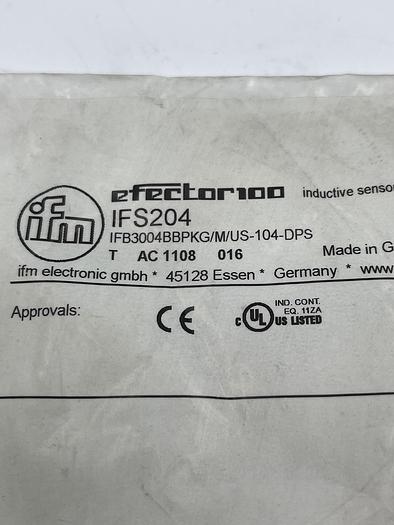 ifm
efector100 inductive senso
IFS204
IFB3004BBPKG/M/US-104-DPS
T AC 1108 016 Made in G
ifm electronic gmbh * 45128 Essen * Germany * www
Approvals:
CE
C UL US LISTED
IND. CONT.
EQ. 11ZA